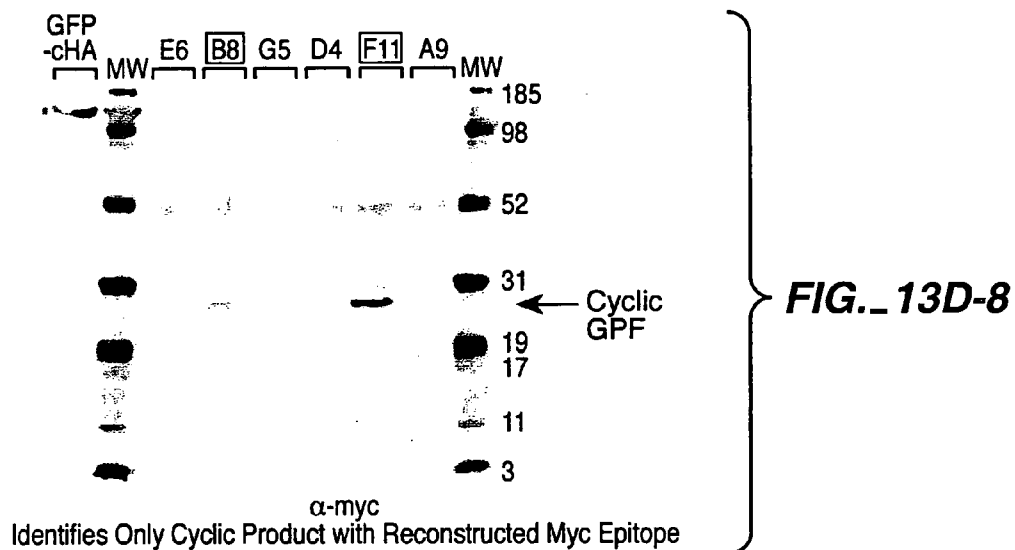 GFP
-cHA
MW E6 B8 G5 D4 F11 A9 MW
185
98
52
31
Cyclic
GPF
19
17
11
3
α-myc
Identifies Only Cyclic Product with Reconstructed Myc Epitope
FIG._ 13D-8